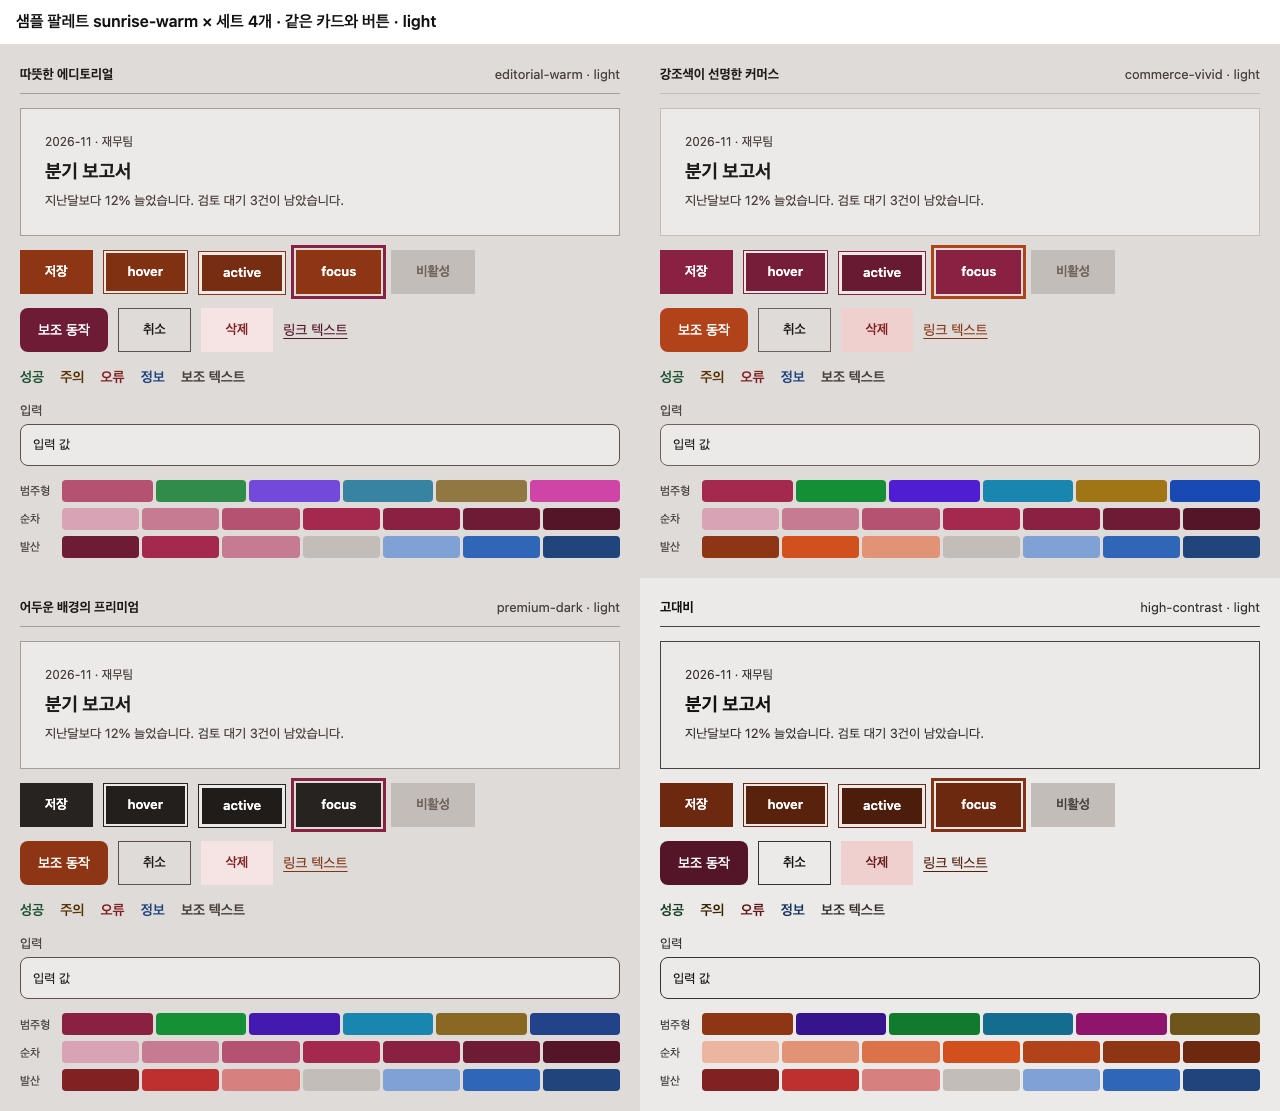 샘플 팔레트 sunrise-warm × 세트 4개 · 같은 카드와 버튼 · light
따뜻한 에디토리얼 editorial-warm · light
2026-11 · 재무팀
분기 보고서
지난달보다 12% 늘었습니다. 검토 대기 3건이 남았습니다.
저장 hover active focus 비활성
보조 동작 취소 삭제 링크 텍스트
성공 주의 오류 정보 보조 텍스트
입력
입력 값
범주형
순차
발산
강조색이 선명한 커머스 commerce-vivid · light
2026-11 · 재무팀
분기 보고서
지난달보다 12% 늘었습니다. 검토 대기 3건이 남았습니다.
저장 hover active focus 비활성
보조 동작 취소 삭제 링크 텍스트
성공 주의 오류 정보 보조 텍스트
입력
입력 값
범주형
순차
발산
어두운 배경의 프리미엄 premium-dark · light
2026-11 · 재무팀
분기 보고서
지난달보다 12% 늘었습니다. 검토 대기 3건이 남았습니다.
저장 hover active focus 비활성
보조 동작 취소 삭제 링크 텍스트
성공 주의 오류 정보 보조 텍스트
입력
입력 값
범주형
순차
발산
고대비 high-contrast · light
2026-11 · 재무팀
분기 보고서
지난달보다 12% 늘었습니다. 검토 대기 3건이 남았습니다.
저장 hover active focus 비활성
보조 동작 취소 삭제 링크 텍스트
성공 주의 오류 정보 보조 텍스트
입력
입력 값
범주형
순차
발산